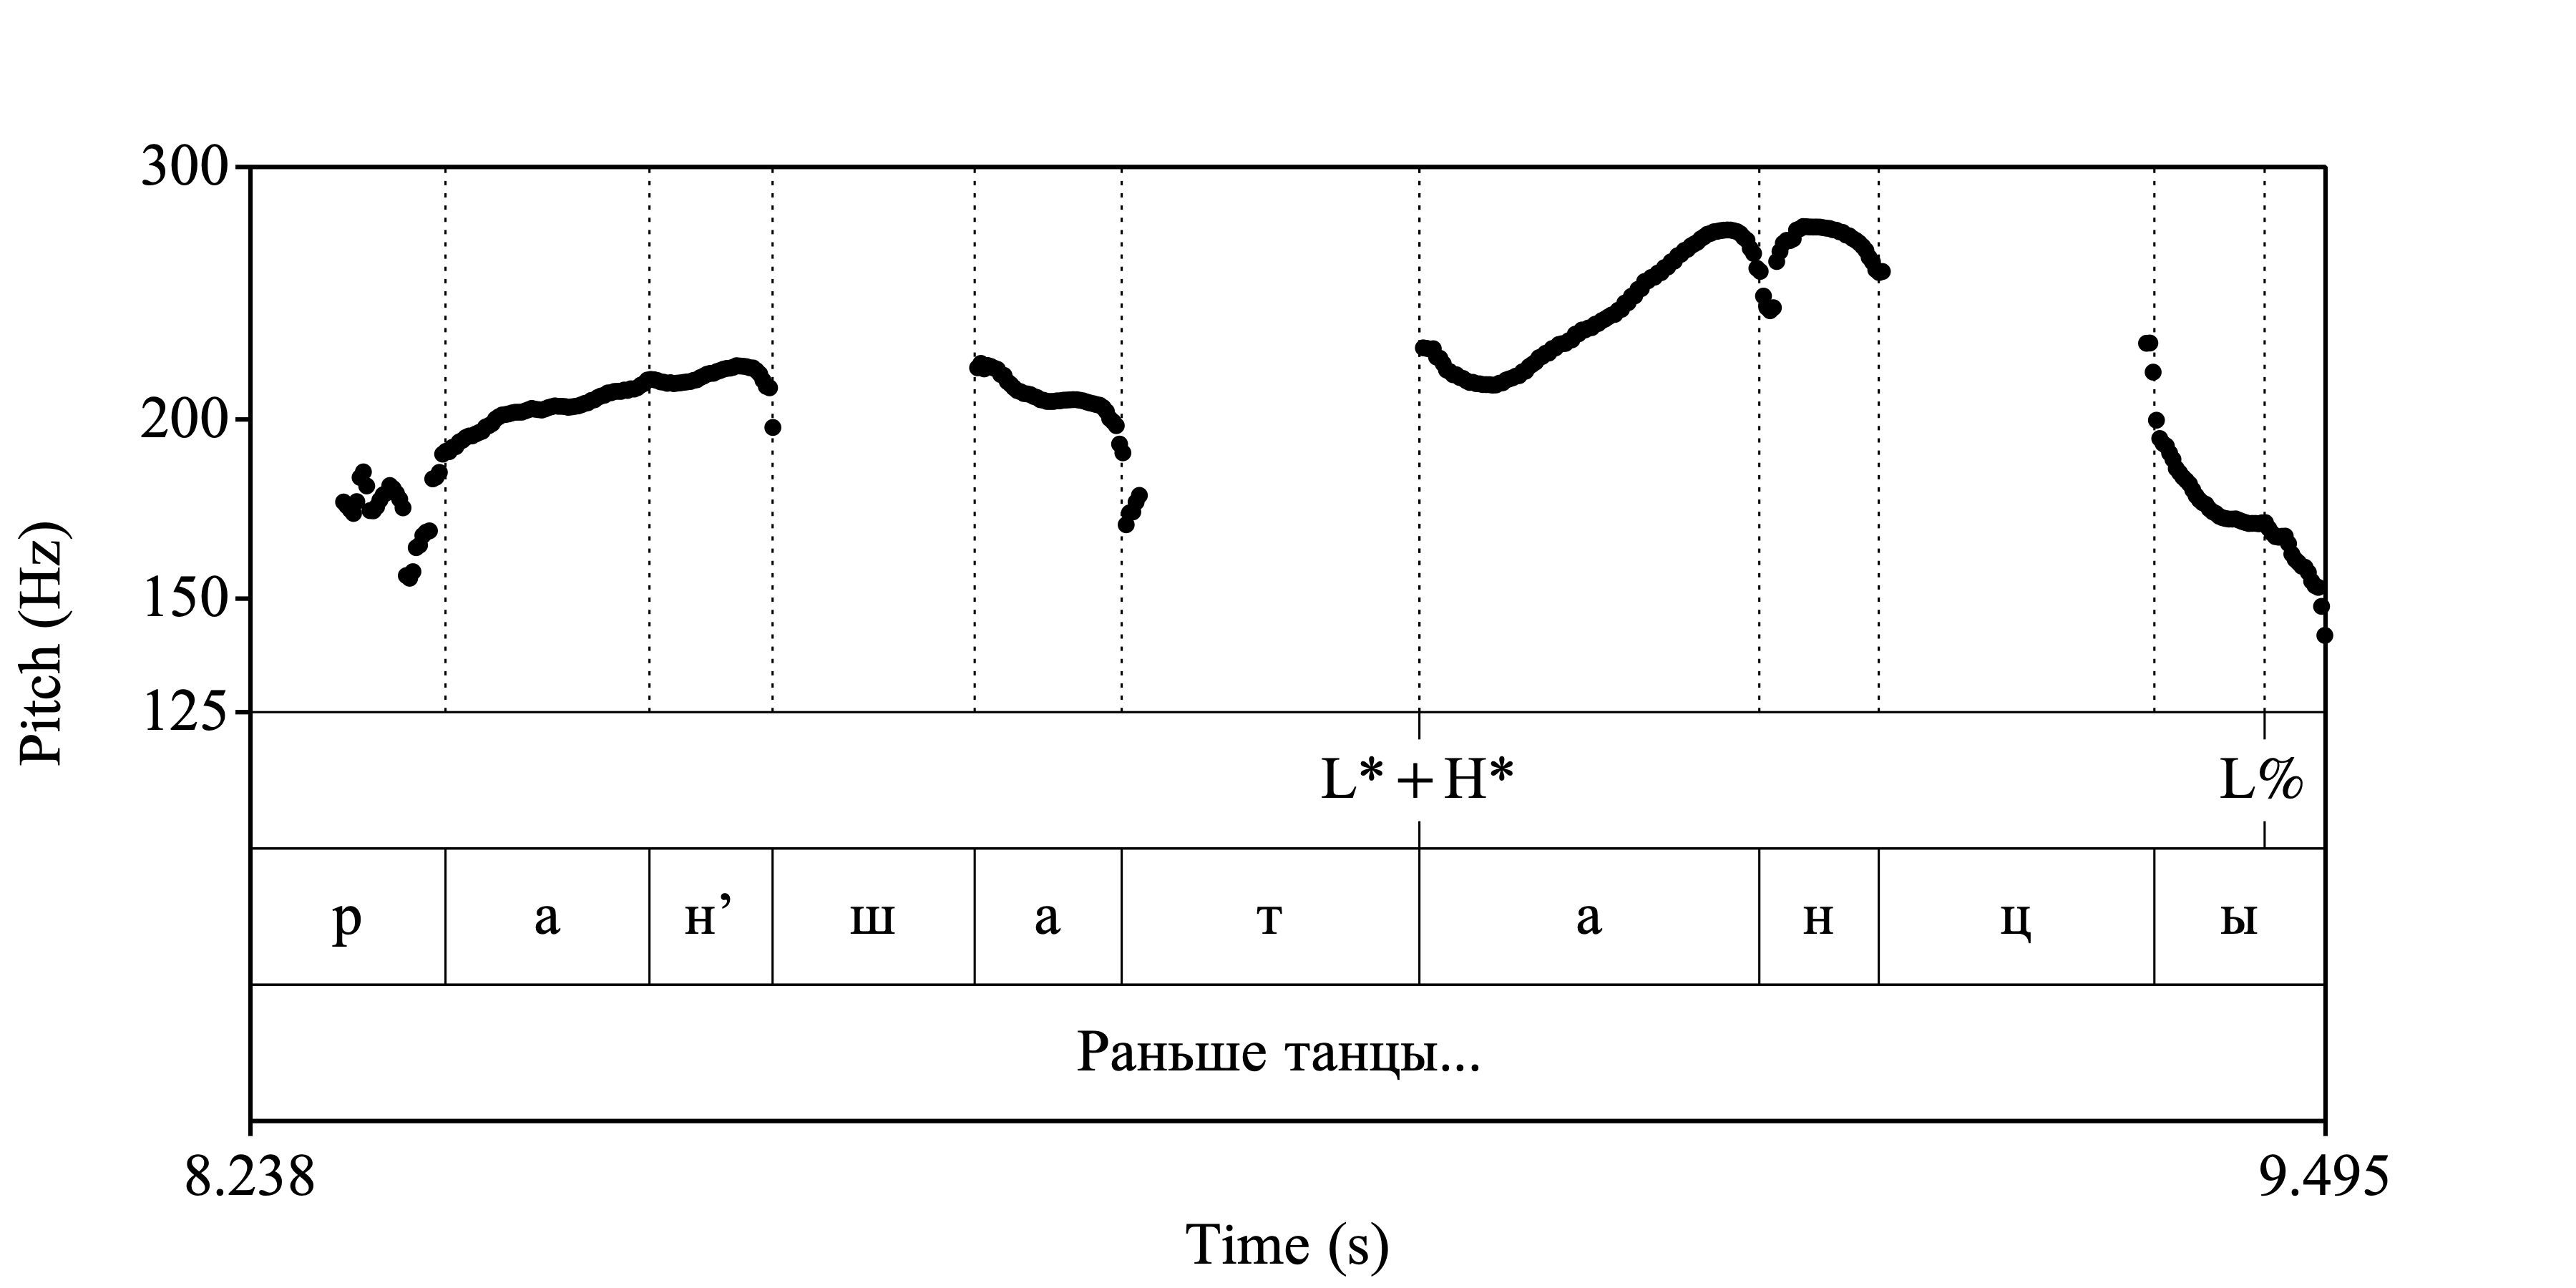 300
200
150
125
Pitch (Hz)
L*+H* L%
р а н’ ш а т а н ц ы
Раньше танцы...
8.238 9.495
Time (s)